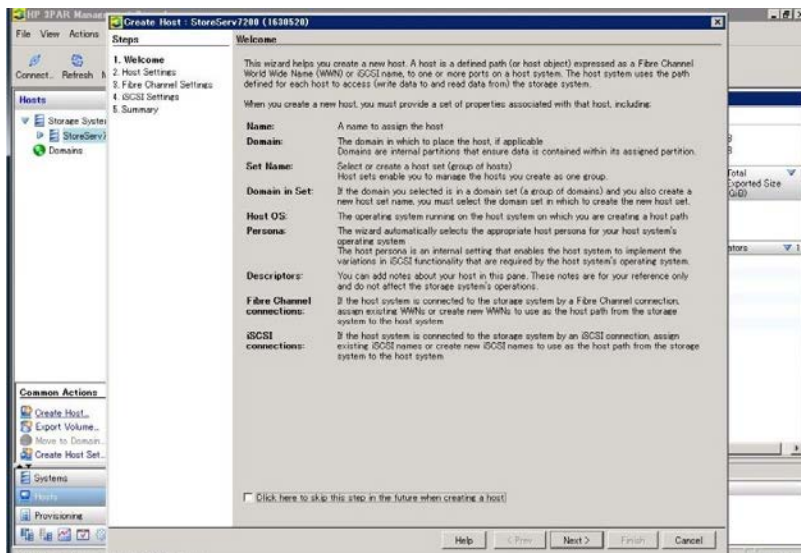 HP 3PAR Manag
Create Host : StoreServ7200 (1630520)
File View Actions
Connect.. Refresh
Hosts
Storage System
StoreServ7
Domains
Steps
1. Welcome
2. Host Settings
3. Fibre Channel Settings
4. iSCSI Settings
5. Summary
Welcome
This wizard helps you create a new host. A host is a defined path (or host object) expressed as a Fibre Channel
World Wide Name (WWN) or iSCSI name, to one or more ports on a host system. The host system uses the path
defined for each host to access (write data to and read data from) the storage system.
When you create a new host, you must provide a set of properties associated with that host, including:
Name: A name to assign the host
Domain: The domain in which to place the host, if applicable
Domains are internal partitions that ensure data is contained within its assigned partition.
Set Name: Select or create a host set (group of hosts)
Host sets enable you to manage the hosts you create as one group.
Domain in Set: If the domain you selected is in a domain set (a group of domains) and you also create a
new host set name, you must select the domain set in which to create the new host set.
Host OS: The operating system running on the host system on which you are creating a host path
Persona: The wizard automatically selects the appropriate host persona for your host system's
operating system
The host persona is an internal setting that enables the host system to implement the
variations in iSCSI functionality that are required by the host system's operating system.
Descriptors: You can add notes about your host in this pane. These notes are for your reference only
and do not affect the storage system's operations.
Fibre Channel connections: If the host system is connected to the storage system by a Fibre Channel connection,
assign existing WWNs or create new WWNs to use as the host path from the storage
system to the host system
iSCSI connections: If the host system is connected to the storage system by an iSCSI connection, assign
existing iSCSI names or create new iSCSI names to use as the host path from the storage
system to the host system
Total
Exported Size
(GiB)
Common Actions
Create Host...
Export Volume...
Move to Domain..
Create Host Set..
Systems
Hosts
Provisioning
Click here to skip this step in the future when creating a host
Help < Prev Next > Finish Cancel